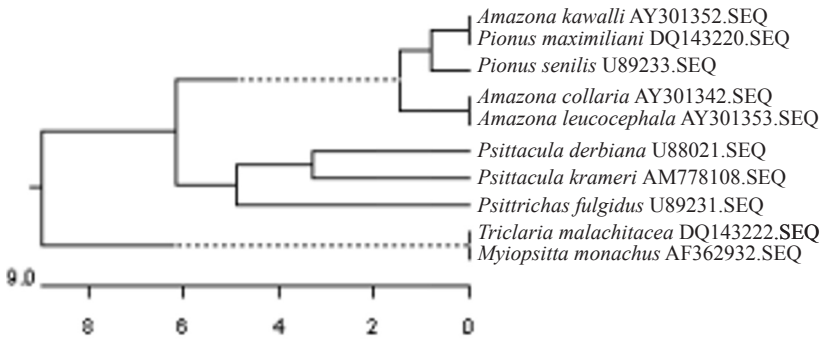 Amazona kawalli AY301352.SEQ
Pionus maximiliani DQ143220.SEQ
Pionus senilis U89233.SEQ
Amazona collaria AY301342.SEQ
Amazona leucocephala AY301353.SEQ
Psittacula derbiana U88021.SEQ
Psittacula krameri AM778108.SEQ
Psittrichas fulgidus U89231.SEQ
Triclaria malachitacea DQ143222.SEQ
Myiopsitta monachus AF362932.SEQ
9.0
8 6 4 2 0